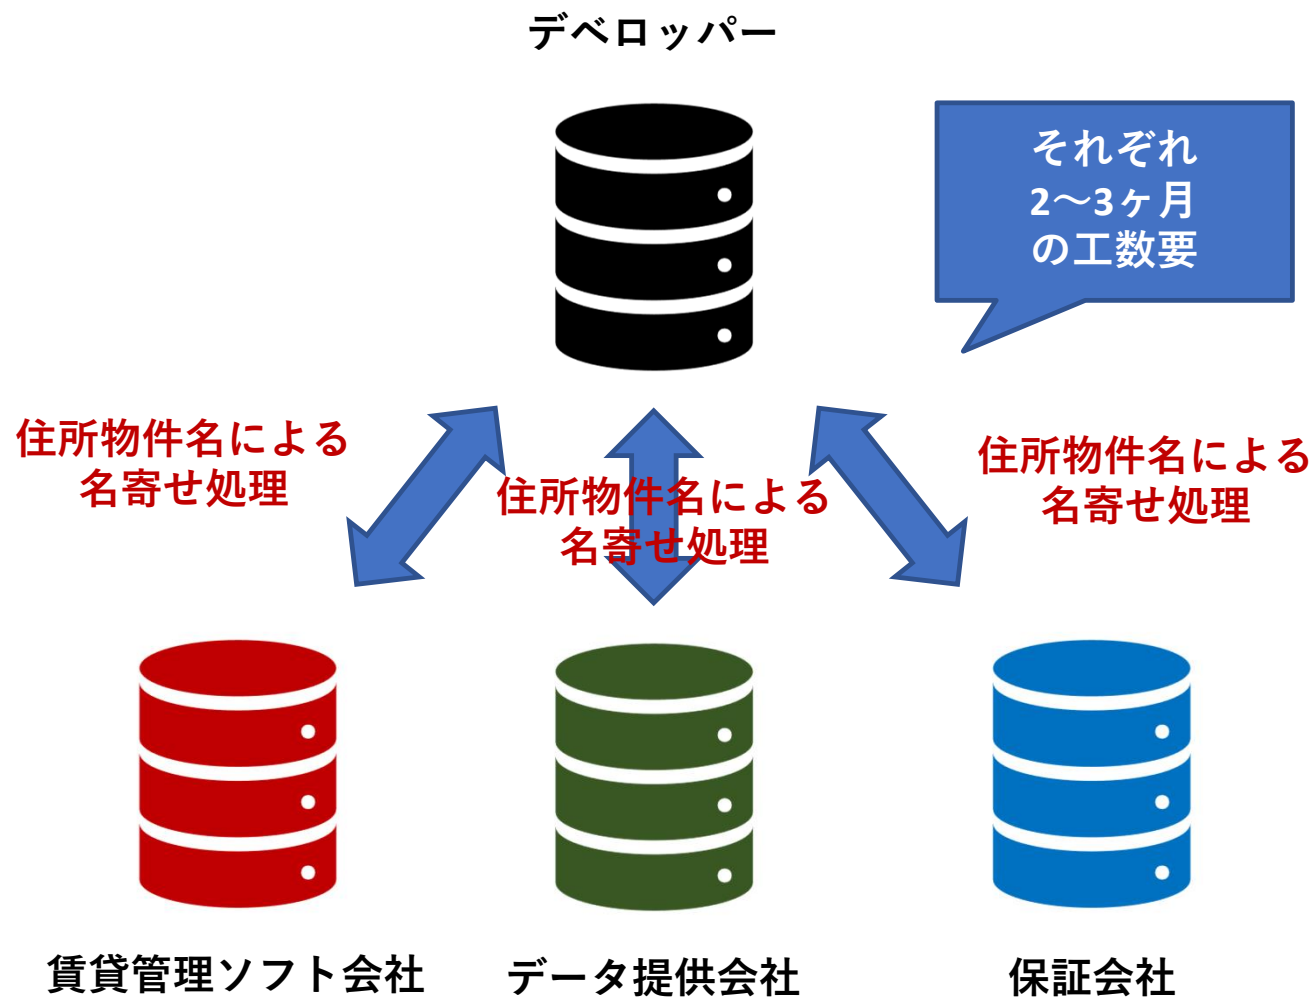 デベロッパー
それぞれ
2～3ヶ月
の工数要
住所物件名による
名寄せ処理
住所物件名による
名寄せ処理
住所物件名による
名寄せ処理
賃貸管理ソフト会社
データ提供会社
保証会社